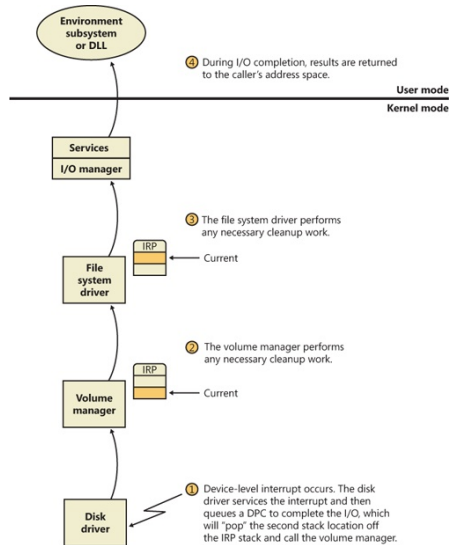 Environment
subsystem
or DLL
④ During I/O completion, results are returned
to the caller's address space.
User mode
Kernel mode
Services
I/O manager
③ The file system driver performs
any necessary cleanup work.
IRP
Current
File
system
driver
② The volume manager performs
any necessary cleanup work.
IRP
Current
Volume
manager
① Device-level interrupt occurs. The disk
driver services the interrupt and then
queues a DPC to complete the I/O, which
will "pop" the second stack location off
the IRP stack and call the volume manager.
Disk
driver